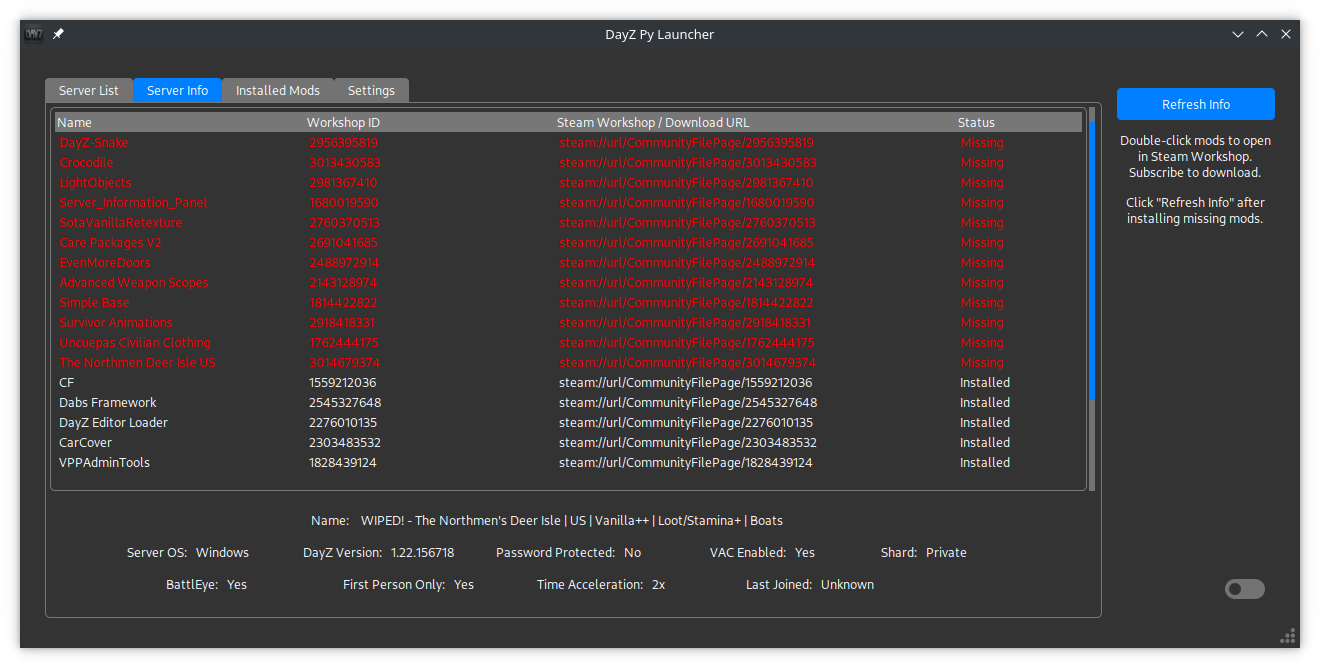 DAYZ
DayZ Py Launcher
Server List Server Info Installed Mods Settings
Refresh Info
Double-click mods to open
in Steam Workshop.
Subscribe to download.
Click "Refresh Info" after
installing missing mods.
Name Workshop ID Steam Workshop / Download URL Status
DayZ-Snake 2956395819 steam://url/CommunityFilePage/2956395819 Missing
Crocodile 3013430583 steam://url/CommunityFilePage/3013430583 Missing
LightObjects 2981367410 steam://url/CommunityFilePage/2981367410 Missing
Server_Information_Panel 1680019590 steam://url/CommunityFilePage/1680019590 Missing
SotaVanillaRetexture 2760370513 steam://url/CommunityFilePage/2760370513 Missing
Care Packages V2 2691041685 steam://url/CommunityFilePage/2691041685 Missing
EvenMoreDoors 2488972914 steam://url/CommunityFilePage/2488972914 Missing
Advanced Weapon Scopes 2143128974 steam://url/CommunityFilePage/2143128974 Missing
Simple Base 1814422822 steam://url/CommunityFilePage/1814422822 Missing
Survivor Animations 2918418331 steam://url/CommunityFilePage/2918418331 Missing
Uncuepas Civilian Clothing 1762444175 steam://url/CommunityFilePage/1762444175 Missing
The Northmen Deer Isle US 3014679374 steam://url/CommunityFilePage/3014679374 Missing
CF 1559212036 steam://url/CommunityFilePage/1559212036 Installed
Dabs Framework 2545327648 steam://url/CommunityFilePage/2545327648 Installed
DayZ Editor Loader 2276010135 steam://url/CommunityFilePage/2276010135 Installed
CarCover 2303483532 steam://url/CommunityFilePage/2303483532 Installed
VPPAdminTools 1828439124 steam://url/CommunityFilePage/1828439124 Installed
Name: WIPED! - The Northmen's Deer Isle | US | Vanilla++ | Loot/Stamina+ | Boats
Server OS: Windows DayZ Version: 1.22.156718 Password Protected: No VAC Enabled: Yes Shard: Private
BattlEye: Yes First Person Only: Yes Time Acceleration: 2x Last Joined: Unknown